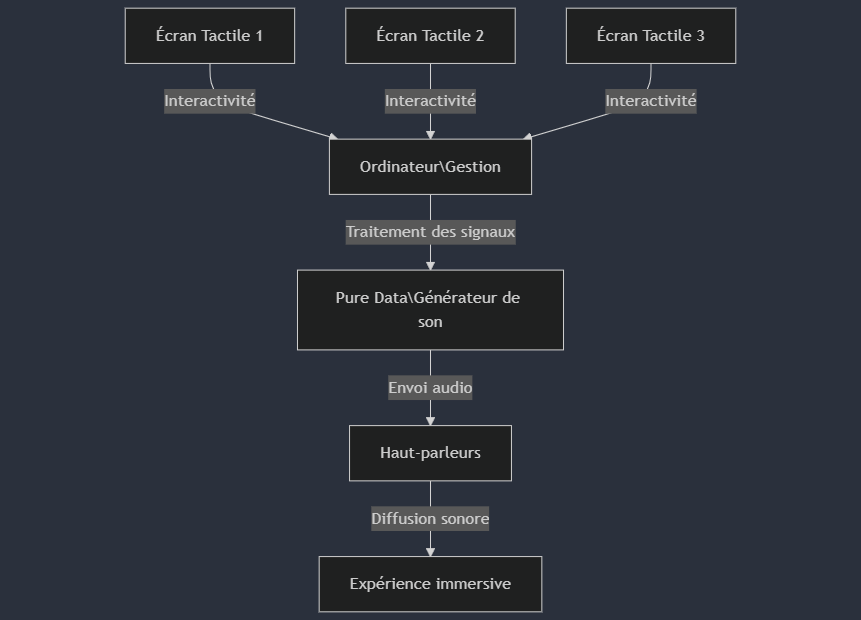 Écran Tactile 1
Écran Tactile 2
Écran Tactile 3
Interactivité
Interactivité
Interactivité
Ordinateur\Gestion
Traitement des signaux
Pure Data\Générateur de
son
Envoi audio
Haut-parleurs
Diffusion sonore
Expérience immersive